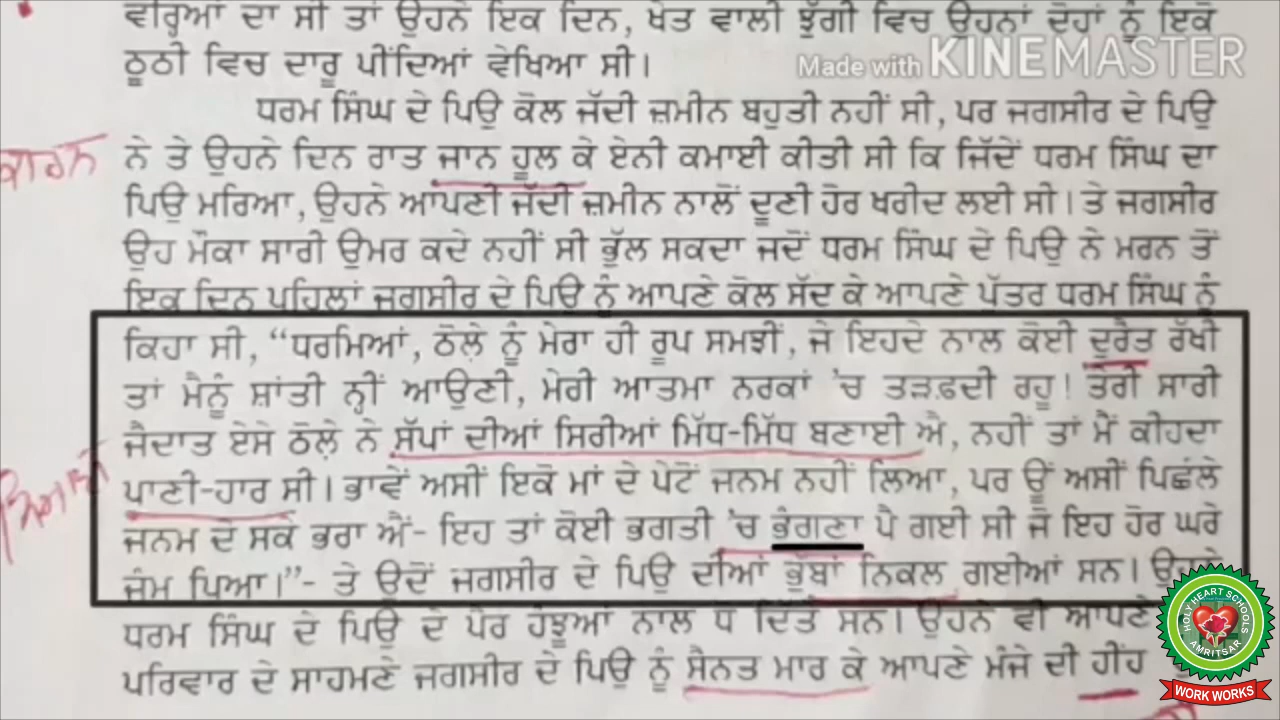 ਵਰ੍ਹਿਆਂ ਦਾ ਸੀ ਤਾਂ ਉਹਨੇ ਇਕ ਦਿਨ, ਖੇਤ ਵਾਲੀ ਝੁੱਗੀ ਵਿਚ ਉਹਨਾਂ ਦੋਹਾਂ ਨੂੰ ਇਕੋ
ਠੂਠੀ ਵਿਚ ਦਾਰੂ ਪੀਂਦਿਆਂ ਵੇਖਿਆ ਸੀ।
Made with KINEMASTER
ਧਰਮ ਸਿੰਘ ਦੇ ਪਿਉ ਕੋਲ ਜੱਦੀ ਜ਼ਮੀਨ ਬਹੁਤੀ ਨਹੀਂ ਸੀ, ਪਰ ਜਗਸੀਰ ਦੇ ਪਿਉ
ਕਾਰਨ
ਨੇ ਤੇ ਉਹਨੇ ਦਿਨ ਰਾਤ ਜਾਨ ਹੂਲ ਕੇ ਏਨੀ ਕਮਾਈ ਕੀਤੀ ਸੀ ਕਿ ਜਿੱਦੇਂ ਧਰਮ ਸਿੰਘ ਦਾ
ਪਿਉ ਮਰਿਆ, ਉਹਨੇ ਆਪਣੀ ਜੱਦੀ ਜ਼ਮੀਨ ਨਾਲੋਂ ਦੂਣੀ ਹੋਰ ਖਰੀਦ ਲਈ ਸੀ। ਤੇ ਜਗਸੀਰ
ਉਹ ਮੌਕਾ ਸਾਰੀ ਉਮਰ ਕਦੇ ਨਹੀਂ ਸੀ ਭੁੱਲ ਸਕਦਾ ਜਦੋਂ ਧਰਮ ਸਿੰਘ ਦੇ ਪਿਉ ਨੇ ਮਰਨ ਤੋਂ
ਇਕ ਦਿਨ ਪਹਿਲਾਂ ਜਗਸੀਰ ਦੇ ਪਿਉ ਨੂੰ ਆਪਣੇ ਕੋਲ ਸੱਦ ਕੇ ਆਪਣੇ ਪੁੱਤਰ ਧਰਮ ਸਿੰਘ ਨੂੰ
ਕਿਹਾ ਸੀ, “ਧਰਮਿਆਂ, ਠੋਲ਼ੇ ਨੂੰ ਮੇਰਾ ਹੀ ਰੂਪ ਸਮਝੀਂ, ਜੇ ਇਹਦੇ ਨਾਲ ਕੋਈ ਦੁਰੈਤ ਰੱਖੀ
ਤਾਂ ਮੈਨੂੰ ਸ਼ਾਂਤੀ ਨ੍ਹੀਂ ਆਉਣੀ, ਮੇਰੀ ਆਤਮਾ ਨਰਕਾਂ ’ਚ ਤੜਫ਼ਦੀ ਰਹੂ! ਤੇਰੀ ਸਾਰੀ
ਜੈਦਾਤ ਏਸੇ ਠੋਲ਼ੇ ਨੇ ਸੱਪਾਂ ਦੀਆਂ ਸਿਰੀਆਂ ਮਿੱਧ-ਮਿੱਧ ਬਣਾਈ ਐ, ਨਹੀਂ ਤਾਂ ਮੈਂ ਕੀਹਦਾ
ਪਾਣੀ-ਹਾਰ ਸੀ। ਭਾਵੇਂ ਅਸੀਂ ਇਕੋ ਮਾਂ ਦੇ ਪੇਟੋਂ ਜਨਮ ਨਹੀਂ ਲਿਆ, ਪਰ ਊਂ ਅਸੀਂ ਪਿਛਲੇ
ਜਨਮ ਦੇ ਸਕੇ ਭਰਾ ਐਂ- ਇਹ ਤਾਂ ਕੋਈ ਭਗਤੀ ’ਚ ਭੰਗਣਾ ਪੈ ਗਈ ਸੀ ਜੋ ਇਹ ਹੋਰ ਘਰੇ
ਜੰਮ ਪਿਆ।”- ਤੇ ਉਦੋਂ ਜਗਸੀਰ ਦੇ ਪਿਉ ਦੀਆਂ ਭੁੱਬਾਂ ਨਿਕਲ ਗਈਆਂ ਸਨ।
ਧਰਮ ਸਿੰਘ ਦੇ ਪਿਉ ਦੇ ਪੈਰ ਹੰਝੂਆਂ ਨਾਲ ਧੋ ਦਿੱਤੇ ਸਨ। ਉਹਨੇ ਵੀ ਆਪਣੇ
ਪਰਿਵਾਰ ਦੇ ਸਾਹਮਣੇ ਜਗਸੀਰ ਦੇ ਪਿਉ ਨੂੰ ਸੈਨਤ ਮਾਰ ਕੇ ਆਪਣੇ ਮੰਜੇ ਦੀ ਹੀਂਹ
HOLY HEART SCHOOLS
AMRITSAR
WORK WORKS